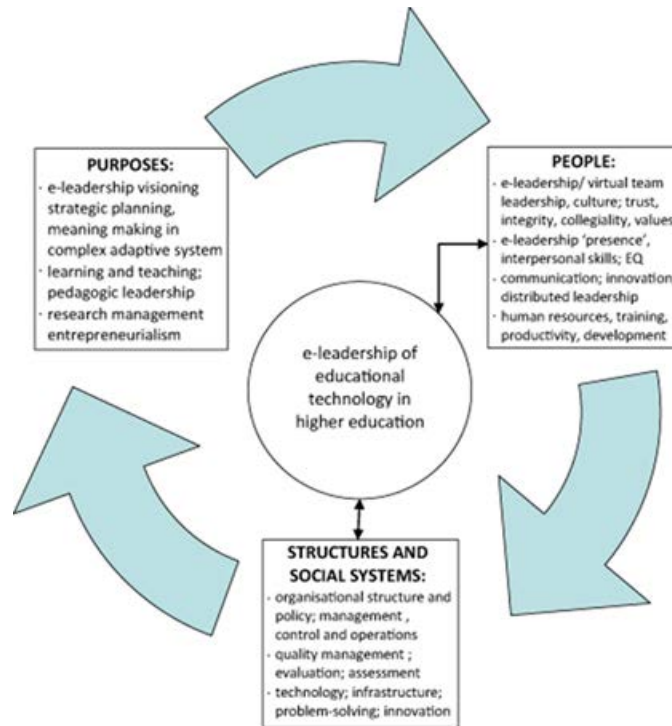 PURPOSES:
· e-leadership visioning
strategic planning,
meaning making in
complex adaptive system
· learning and teaching;
pedagogic leadership
· research management
entrepreneurialism
PEOPLE:
· e-leadership/ virtual team
leadership, culture; trust,
integrity, collegiality, values
· e-leadership ‘presence’,
interpersonal skills; EQ
· communication; innovation
distributed leadership
· human resources, training,
productivity, development
e-leadership of
educational
technology in
higher education
STRUCTURES AND
SOCIAL SYSTEMS:
· organisational structure and
policy; management ,
control and operations
· quality management ;
evaluation; assessment
· technology; infrastructure;
problem-solving; innovation